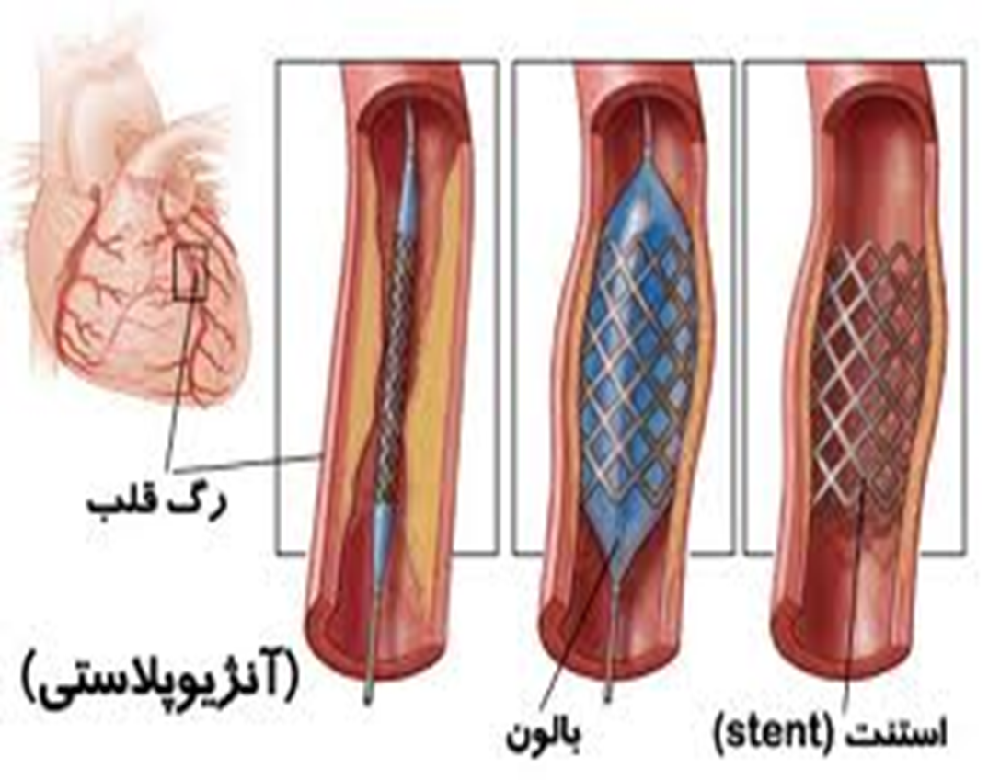 رگ قلب
(آنژیوپلاستی)
بالون
استنت (stent)